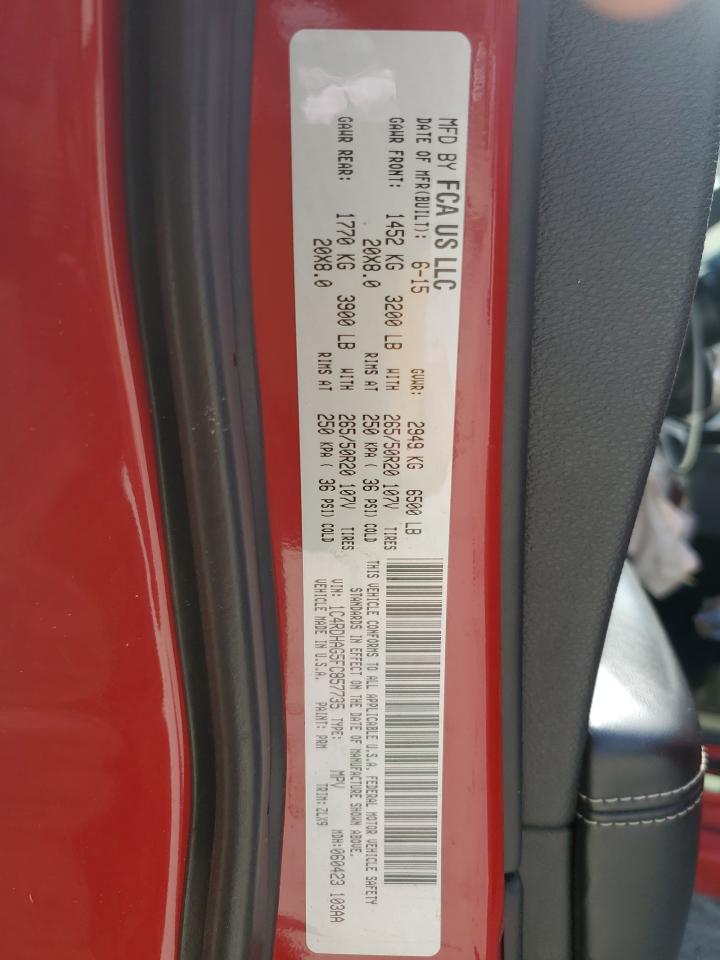 MFD BY FCA US LLC
DATE OF MFR(BUILT): 6-15 GVWR: 2949 KG 6500 LB
GAWR FRONT: 1452 KG 3200 LB WITH 265/50R20 107V TIRES
20X8.0 RIMS AT 250 KPA ( 36 PSI) COLD
GAWR REAR: 1770 KG 3900 LB WITH 265/50R20 107V TIRES
20X8.0 RIMS AT 250 KPA ( 36 PSI) COLD
THIS VEHICLE CONFORMS TO ALL APPLICABLE U.S.A. FEDERAL MOTOR VEHICLE SAFETY
STANDARDS IN EFFECT ON THE DATE OF MANUFACTURE SHOWN ABOVE.
VIN: 1C4RDHAG5FC857735 TYPE: MPV MDH:060423 103AA
VEHICLE MADE IN U.S.A. PAINT: PRM TRIM: ZLX9